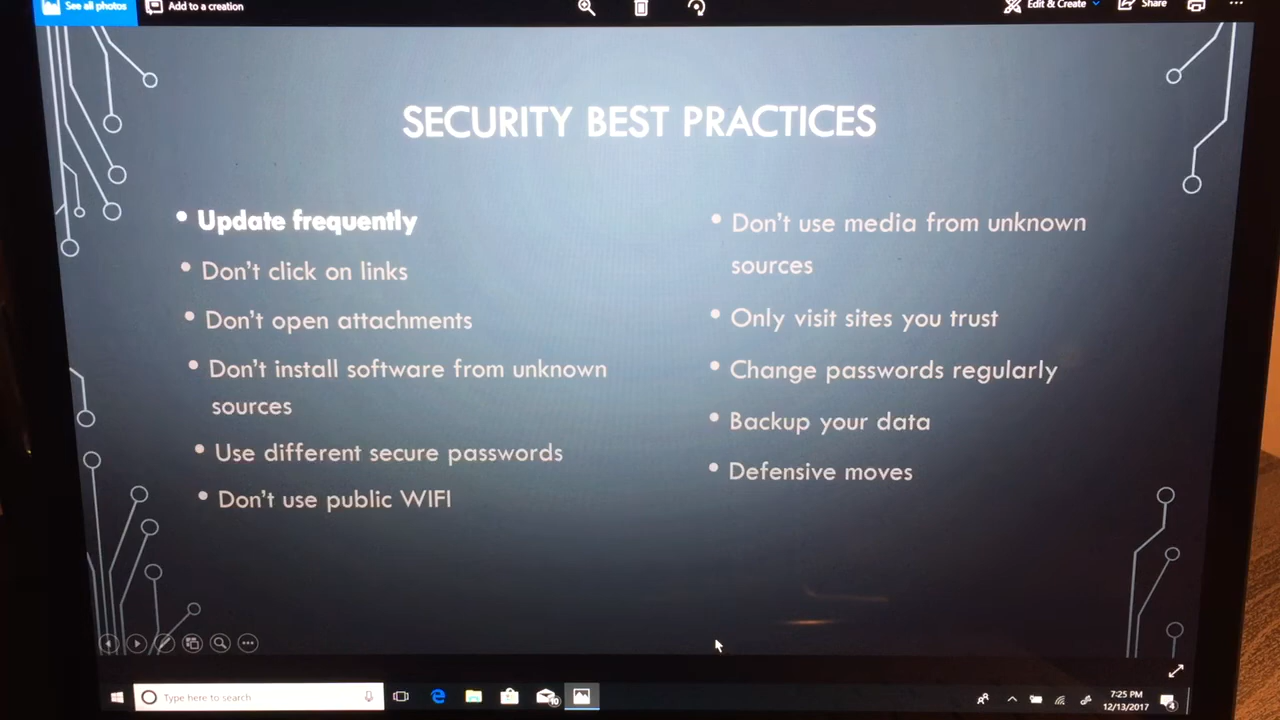 See all photos
Add to a creation
Edit & Create
Share
SECURITY BEST PRACTICES
• Update frequently
• Don't click on links
• Don't open attachments
• Don't install software from unknown
sources
• Use different secure passwords
• Don't use public WIFI
• Don't use media from unknown
sources
• Only visit sites you trust
• Change passwords regularly
• Backup your data
• Defensive moves
Type here to search
10
7:25 PM
12/13/2017
4